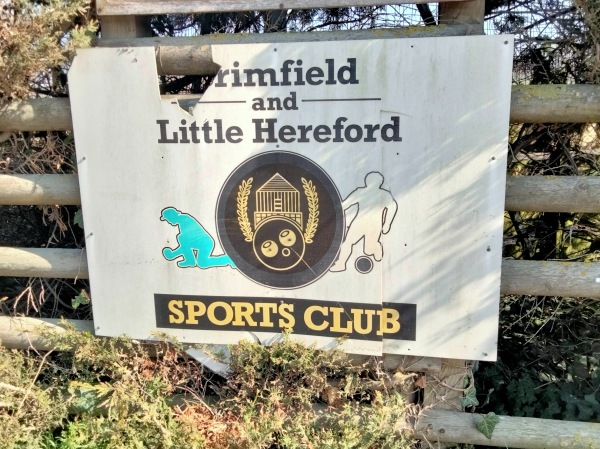 rimfield
and
Little Hereford
SPORTS CLUB